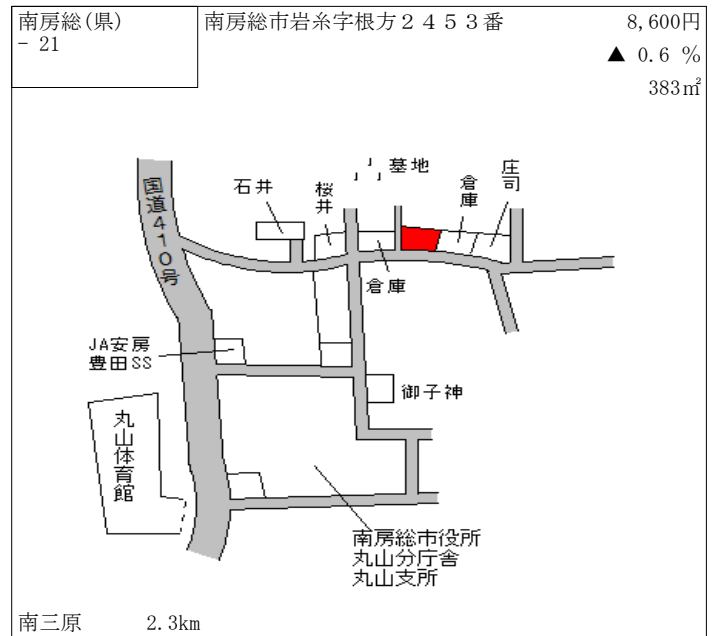 南房総(県)
- 21
南房総市岩糸字根方２４５３番
8,600円
▲ 0.6 %
383㎡
墓地
石井
桜井
倉庫
庄司
国道410号
倉庫
JA安房
豊田SS
御子神
丸山体育館
南房総市役所
丸山分庁舎
丸山支所
南三原 2.3km